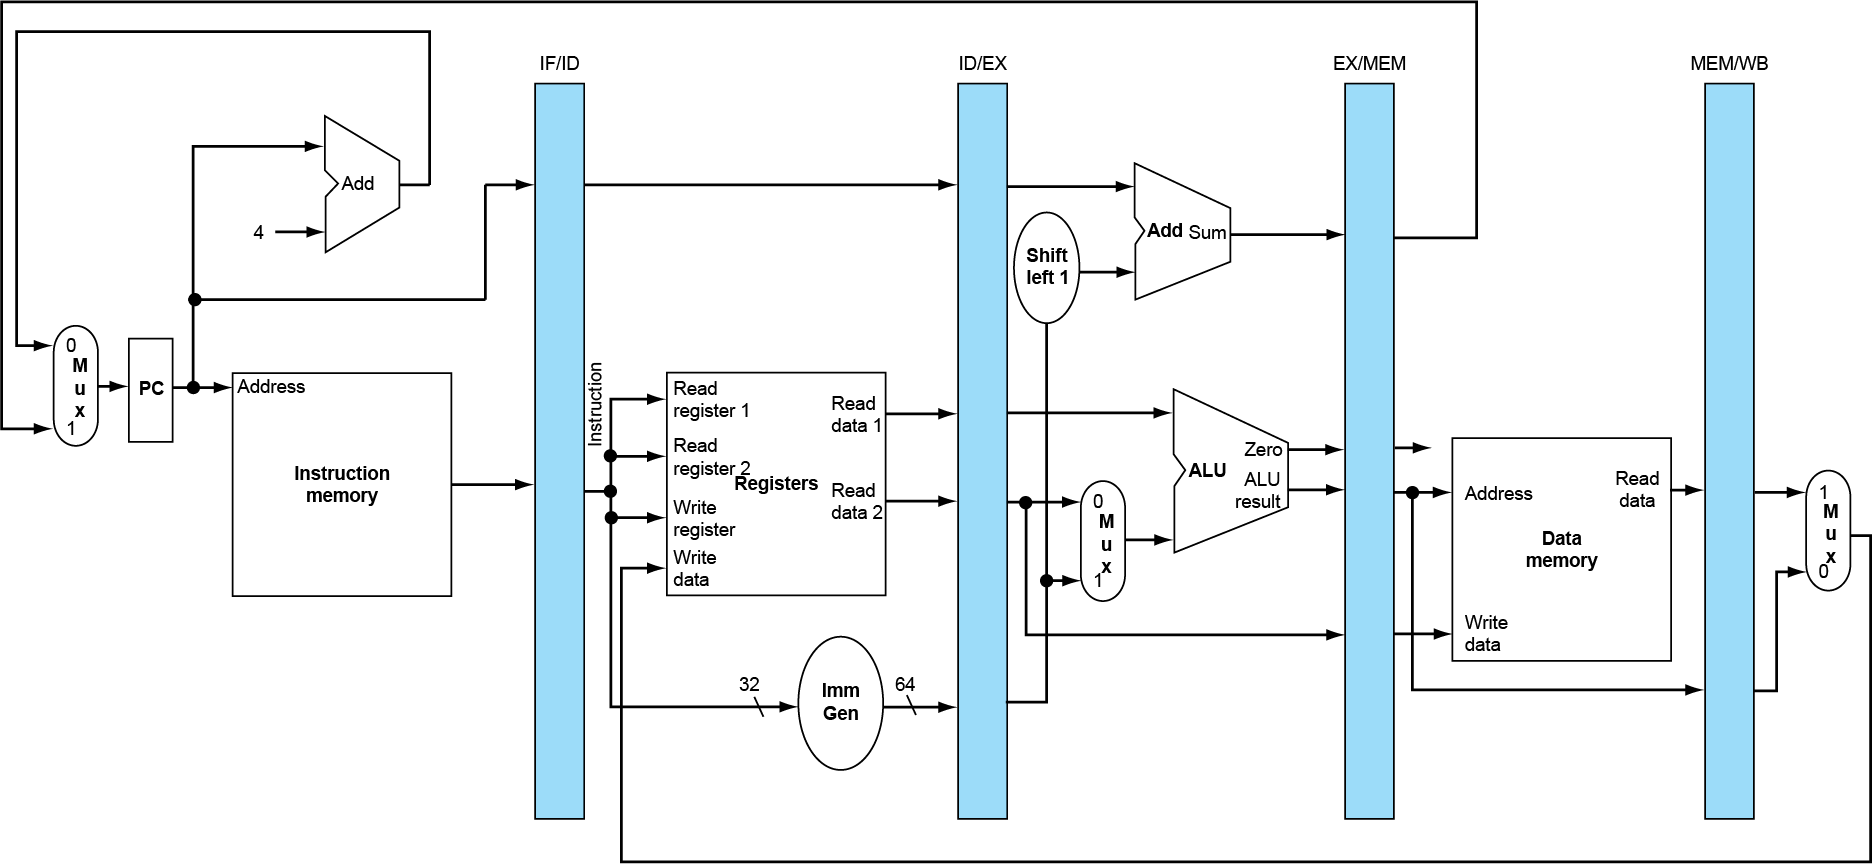 IF/ID
ID/EX
EX/MEM
MEM/WB
Add
4
Add Sum
Shift
left 1
0
M
u
x
1
PC
Address
Instruction
memory
Instruction
Read
register 1
Read
register 2
Write
register
Write
data
Registers
Read
data 1
Read
data 2
32
Imm
Gen
64
0
M
u
x
1
ALU
Zero
ALU
result
Address
Read
data
Data
memory
Write
data
1
M
u
x
0